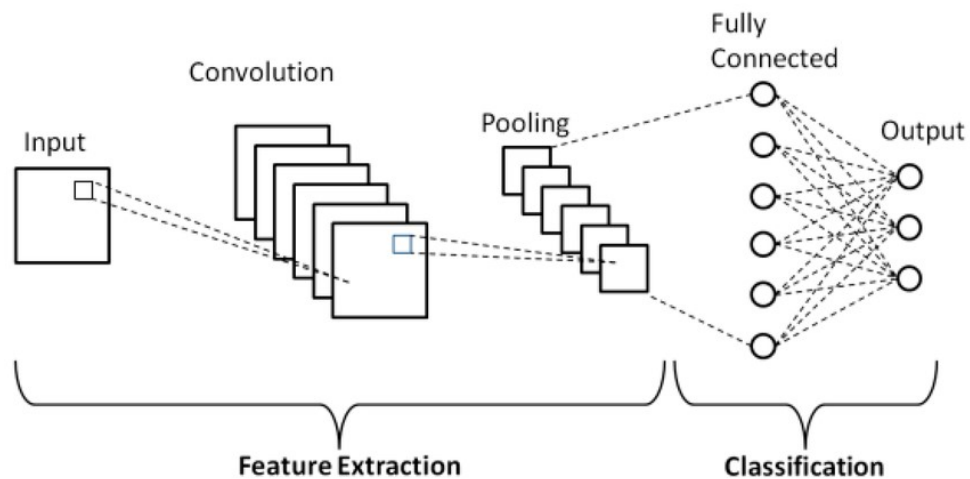 Input
Convolution
Pooling
Fully
Connected
Output
Feature Extraction
Classification